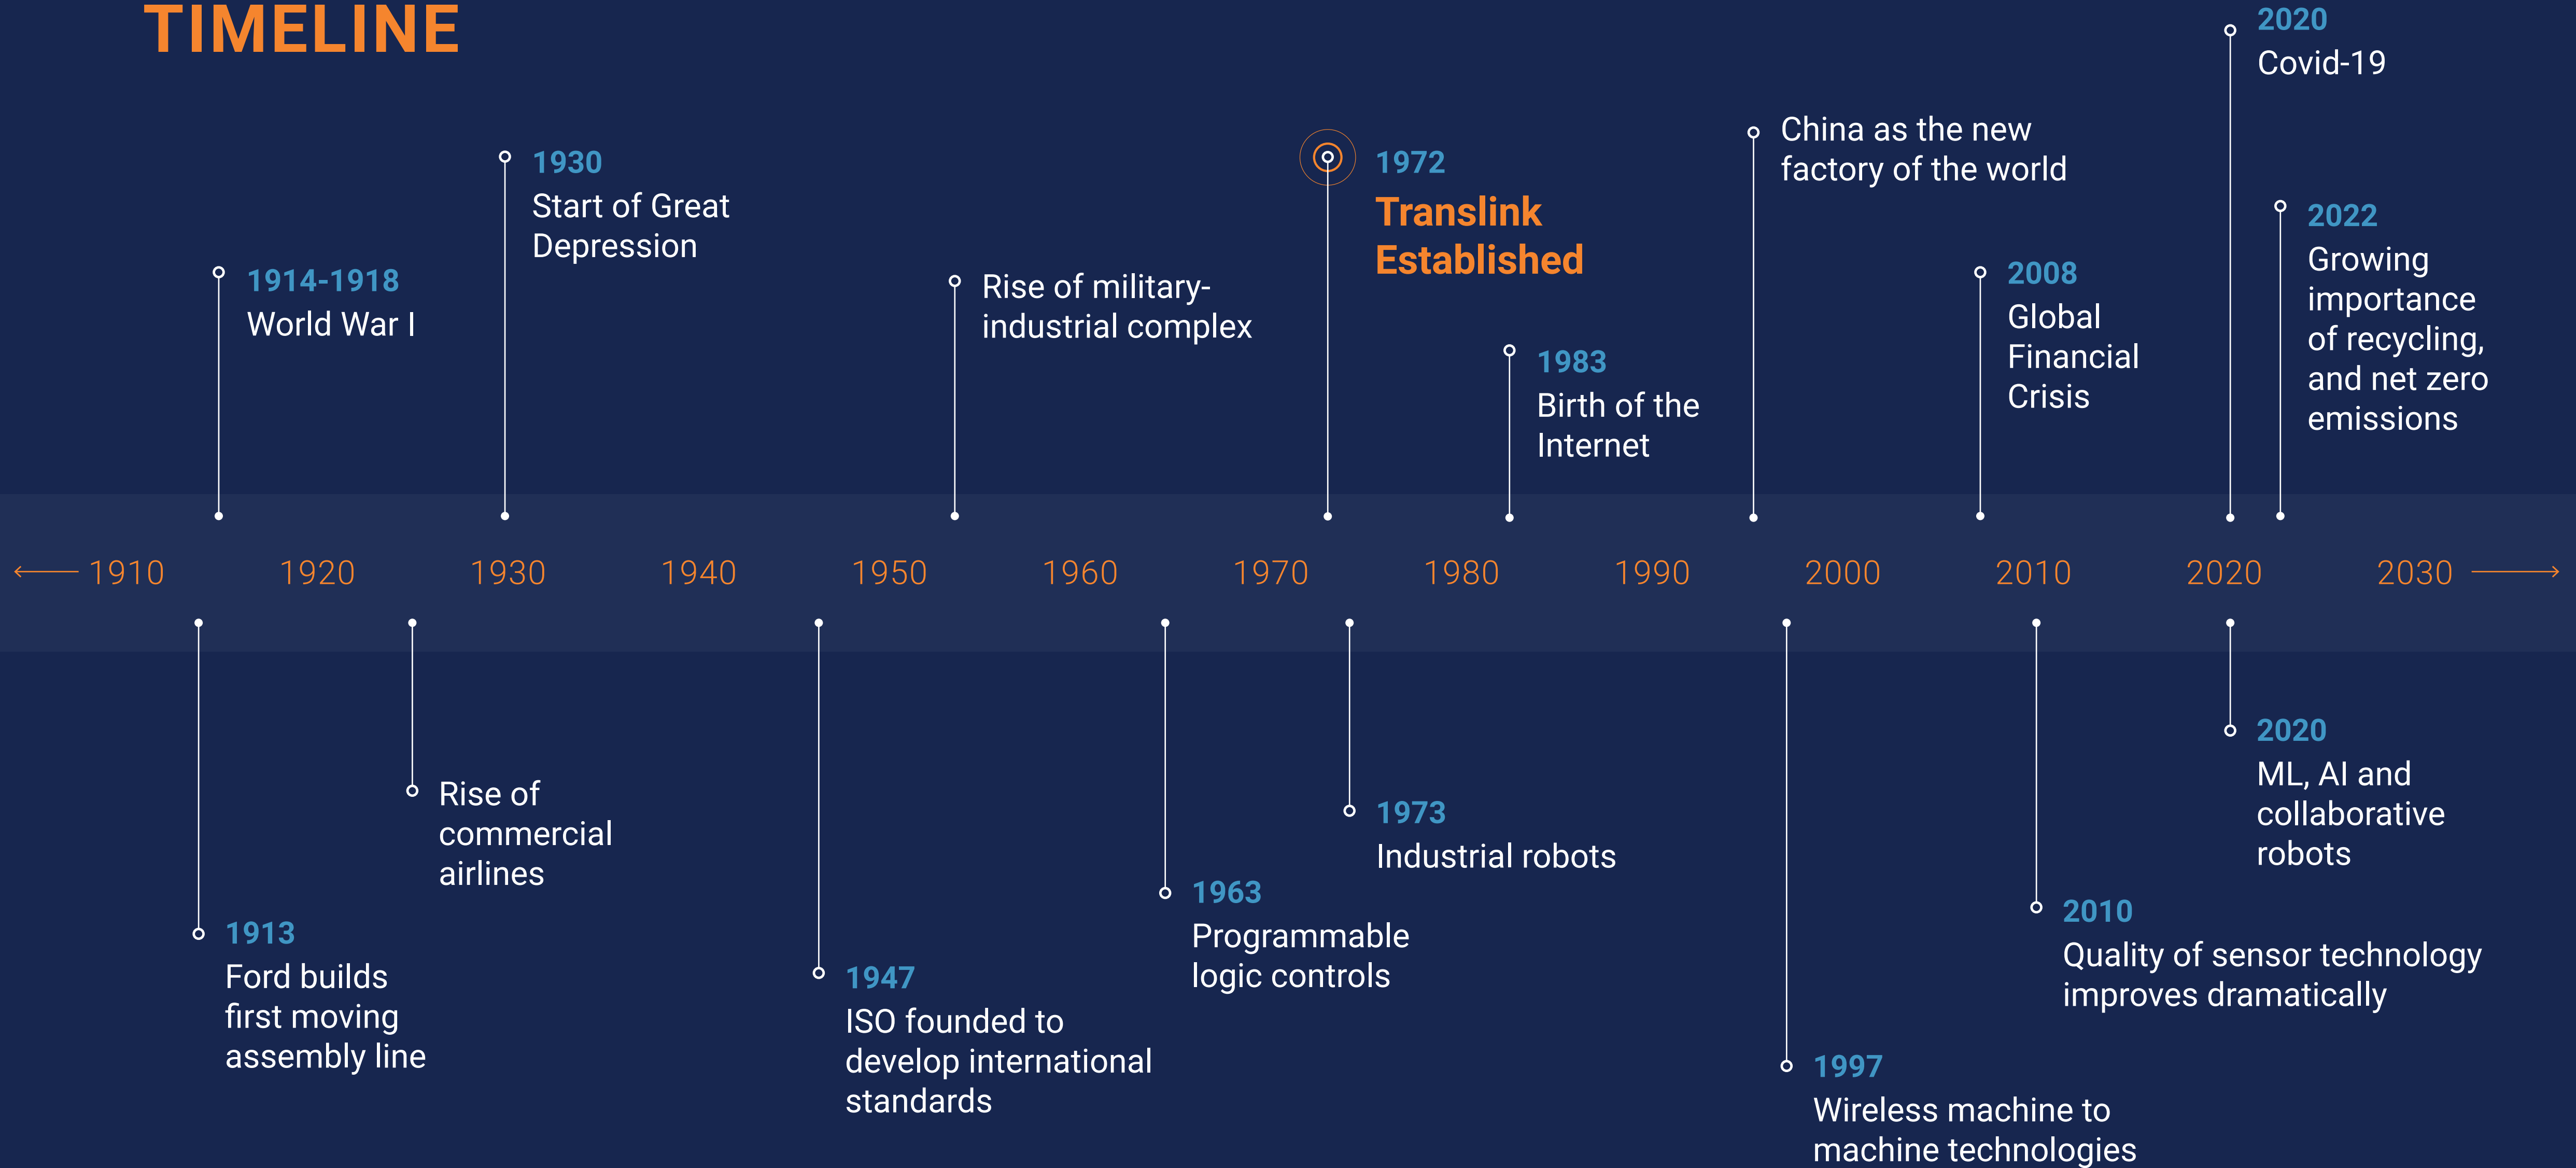 TIMELINE
1914-1918
World War I
1930
Start of Great
Depression
Rise of military-
industrial complex
1972
Translink
Established
1983
Birth of the
Internet
China as the new
factory of the world
2008
Global
Financial
Crisis
2020
Covid-19
2022
Growing
importance
of recycling,
and net zero
emissions
1910 1920 1930 1940 1950 1960 1970 1980 1990 2000 2010 2020 2030
1913
Ford builds
first moving
assembly line
Rise of
commercial
airlines
1947
ISO founded to
develop international
standards
1963
Programmable
logic controls
1973
Industrial robots
1997
Wireless machine to
machine technologies
2010
Quality of sensor technology
improves dramatically
2020
ML, AI and
collaborative
robots